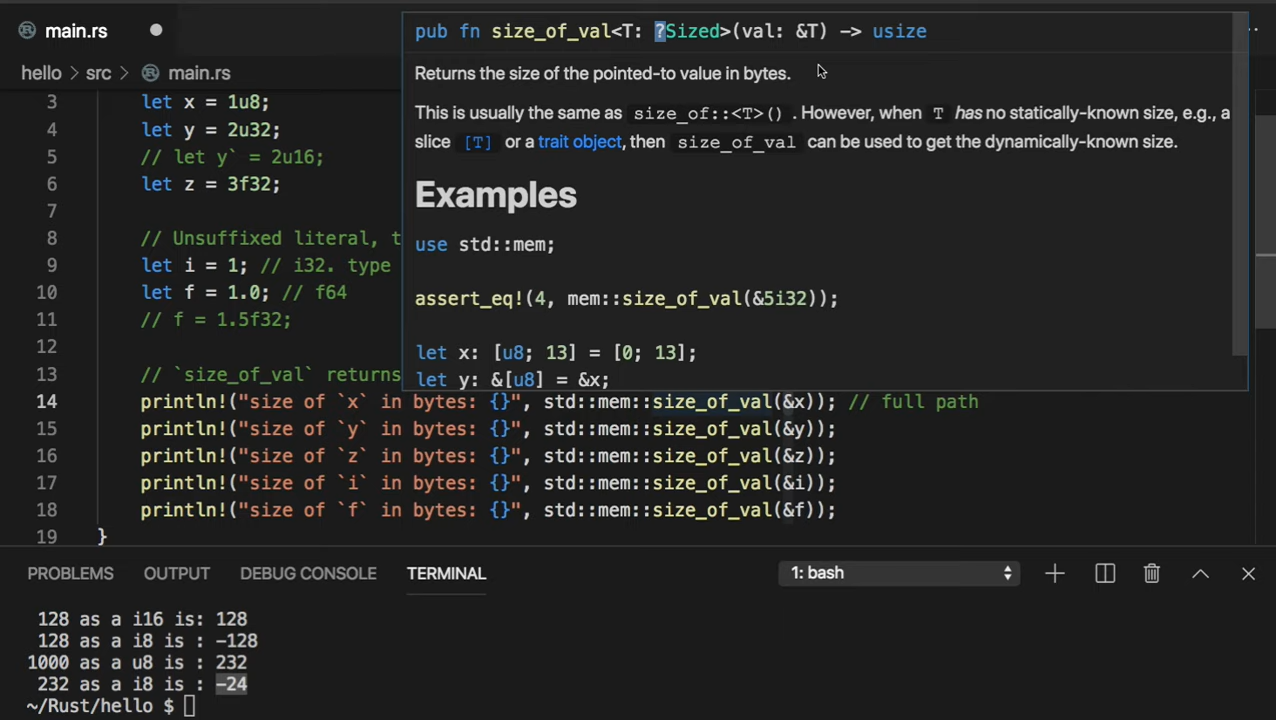 main.rs
hello > src > main.rs
pub fn size_of_val<T: ?Sized>(val: &T) -> usize
Returns the size of the pointed-to value in bytes.
This is usually the same as size_of::<T>() . However, when T has no statically-known size, e.g., a
slice [T] or a trait object, then size_of_val can be used to get the dynamically-known size.
Examples
use std::mem;
assert_eq!(4, mem::size_of_val(&5i32));
let x: [u8; 13] = [0; 13];
let y: &[u8] = &x;
3 let x = 1u8;
4 let y = 2u32;
5 // let y` = 2u16;
6 let z = 3f32;
7
8 // Unsuffixed literal, t
9 let i = 1; // i32. type
10 let f = 1.0; // f64
11 // f = 1.5f32;
12
13 // `size_of_val` returns
14 println!("size of `x` in bytes: {}", std::mem::size_of_val(&x)); // full path
15 println!("size of `y` in bytes: {}", std::mem::size_of_val(&y));
16 println!("size of `z` in bytes: {}", std::mem::size_of_val(&z));
17 println!("size of `i` in bytes: {}", std::mem::size_of_val(&i));
18 println!("size of `f` in bytes: {}", std::mem::size_of_val(&f));
19 }
PROBLEMS OUTPUT DEBUG CONSOLE TERMINAL 1: bash
128 as a i16 is: 128
128 as a i8 is : -128
1000 as a u8 is : 232
232 as a i8 is : -24
~/Rust/hello $